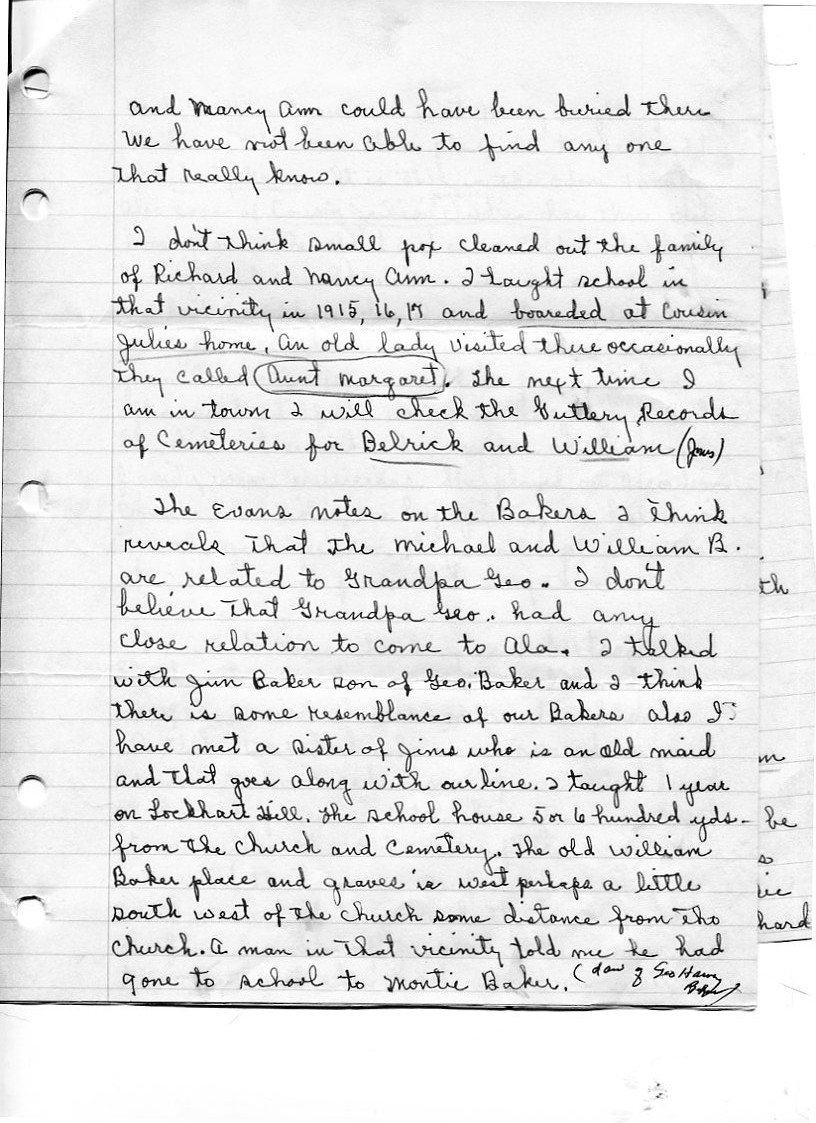 and Nancy Ann could have been buried there
We have not been able to find any one
that really know.
I don't think small pox cleaned out the family
of Richard and Nancy Ann. I taught school in
that vicinity in 1915, 16, 17 and boareded at Cousin
Julies home. An old lady visited there occasionally
they called Aunt Margaret. The next time I
am in town I will check the Guttery Records
of Cemeteries for Belrick and William
The Evans notes on the Bakers I think
reveals that the Michael and William B.
are related to Grandpa Geo. I don't
believe that Grandpa Geo.. had any
close relation to come to Ala. I talked
with Jim Baker son of Geo. Baker and I think
there is some resemblance of our Bakers also I
have met a sister of Jims who is an old maid
and that goes along with our line. I taught 1 year
on Lockhart Hill. The school house 5 or 6 hundred yds-
from the church and Cemetery. The old William
Baker place and graves is west perhaps a little
south west of the church some distance from the
church. A man in that vicinity told me he had
gone to school to Montie Baker. (dau of Geo Harvey
Baker)
th
m
be
so
hard